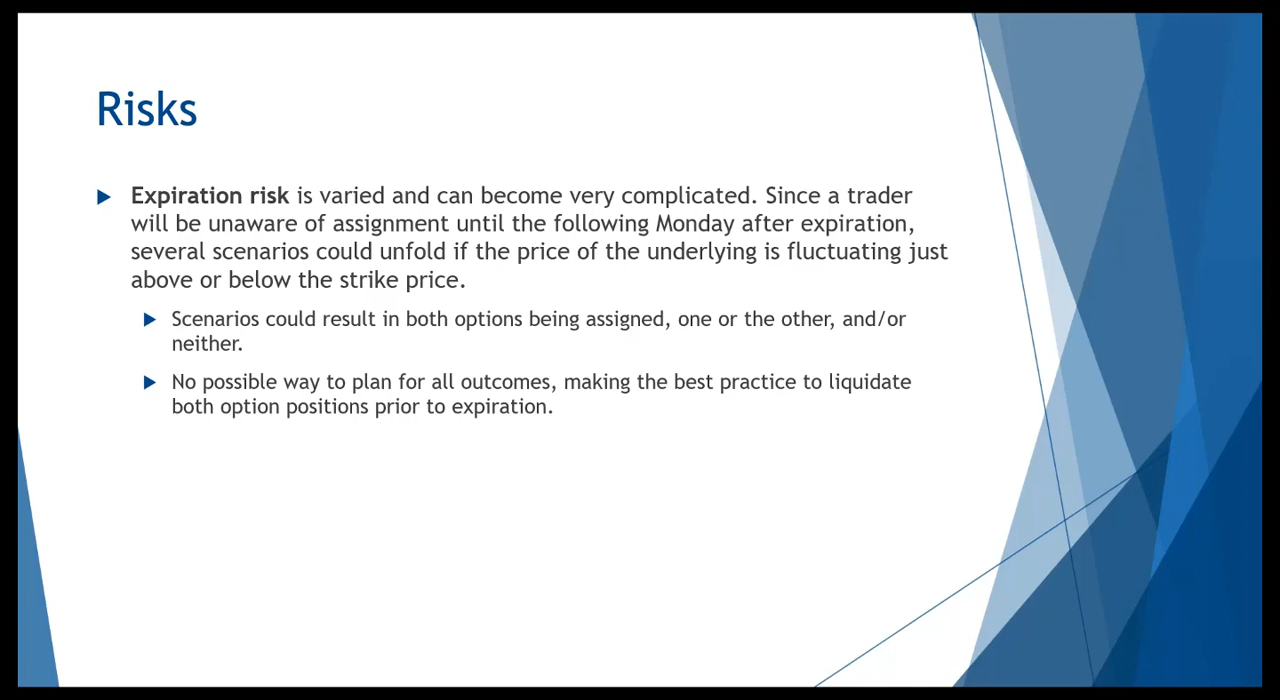 Risks
Expiration risk is varied and can become very complicated. Since a trader
will be unaware of assignment until the following Monday after expiration,
several scenarios could unfold if the price of the underlying is fluctuating just
above or below the strike price.
Scenarios could result in both options being assigned, one or the other, and/or
neither.
No possible way to plan for all outcomes, making the best practice to liquidate
both option positions prior to expiration.